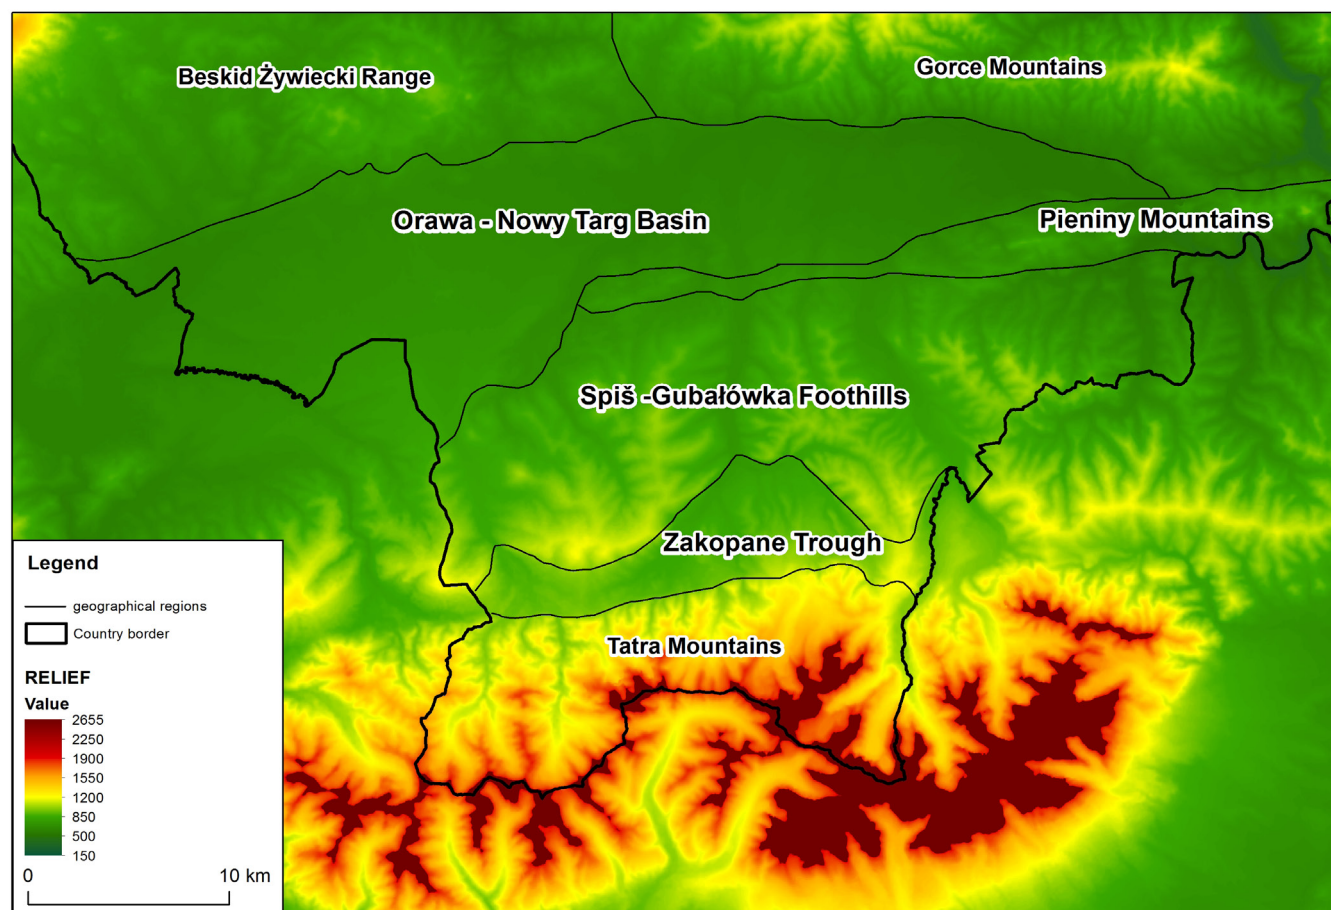 Beskid Żywiecki Range
Gorce Mountains
Orawa - Nowy Targ Basin
Pieniny Mountains
Spiš -Gubałówka Foothills
Zakopane Trough
Tatra Mountains
Legend
geographical regions
Country border
RELIEF
Value
2655
2250
1900
1550
1200
850
500
150
0 10 km